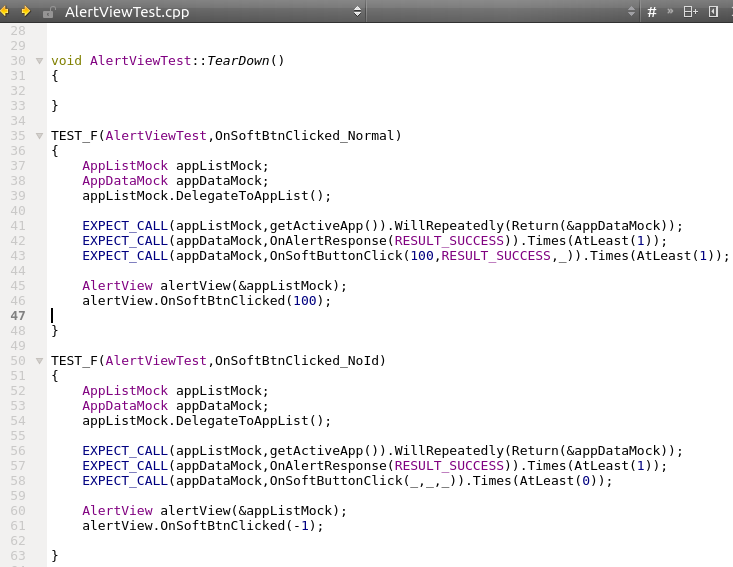 AlertViewTest.cpp # »
28
29
30 void AlertViewTest::TearDown()
31 {
32
33 }
34
35 TEST_F(AlertViewTest,OnSoftBtnClicked_Normal)
36 {
37     AppListMock appListMock;
38     AppDataMock appDataMock;
39     appListMock.DelegateToAppList();
40
41     EXPECT_CALL(appListMock,getActiveApp()).WillRepeatedly(Return(&appDataMock));
42     EXPECT_CALL(appDataMock,OnAlertResponse(RESULT_SUCCESS)).Times(AtLeast(1));
43     EXPECT_CALL(appDataMock,OnSoftButtonClick(100,RESULT_SUCCESS,_)).Times(AtLeast(1));
44
45     AlertView alertView(&appListMock);
46     alertView.OnSoftBtnClicked(100);
47
48 }
49
50 TEST_F(AlertViewTest,OnSoftBtnClicked_NoId)
51 {
52     AppListMock appListMock;
53     AppDataMock appDataMock;
54     appListMock.DelegateToAppList();
55
56     EXPECT_CALL(appListMock,getActiveApp()).WillRepeatedly(Return(&appDataMock));
57     EXPECT_CALL(appDataMock,OnAlertResponse(RESULT_SUCCESS)).Times(AtLeast(1));
58     EXPECT_CALL(appDataMock,OnSoftButtonClick(_,_,_)).Times(AtLeast(0));
59
60     AlertView alertView(&appListMock);
61     alertView.OnSoftBtnClicked(-1);
62
63 }